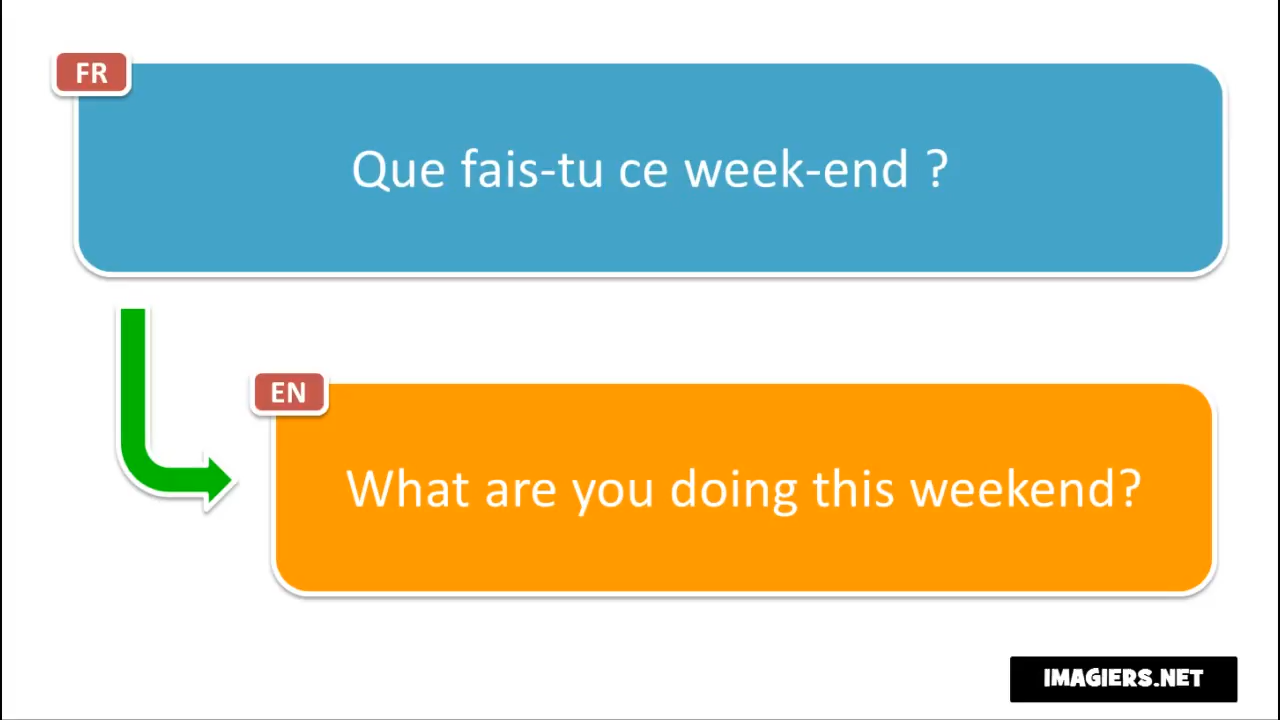 FR
Que fais-tu ce week-end ?
EN
What are you doing this weekend?
IMAGIERS.NET